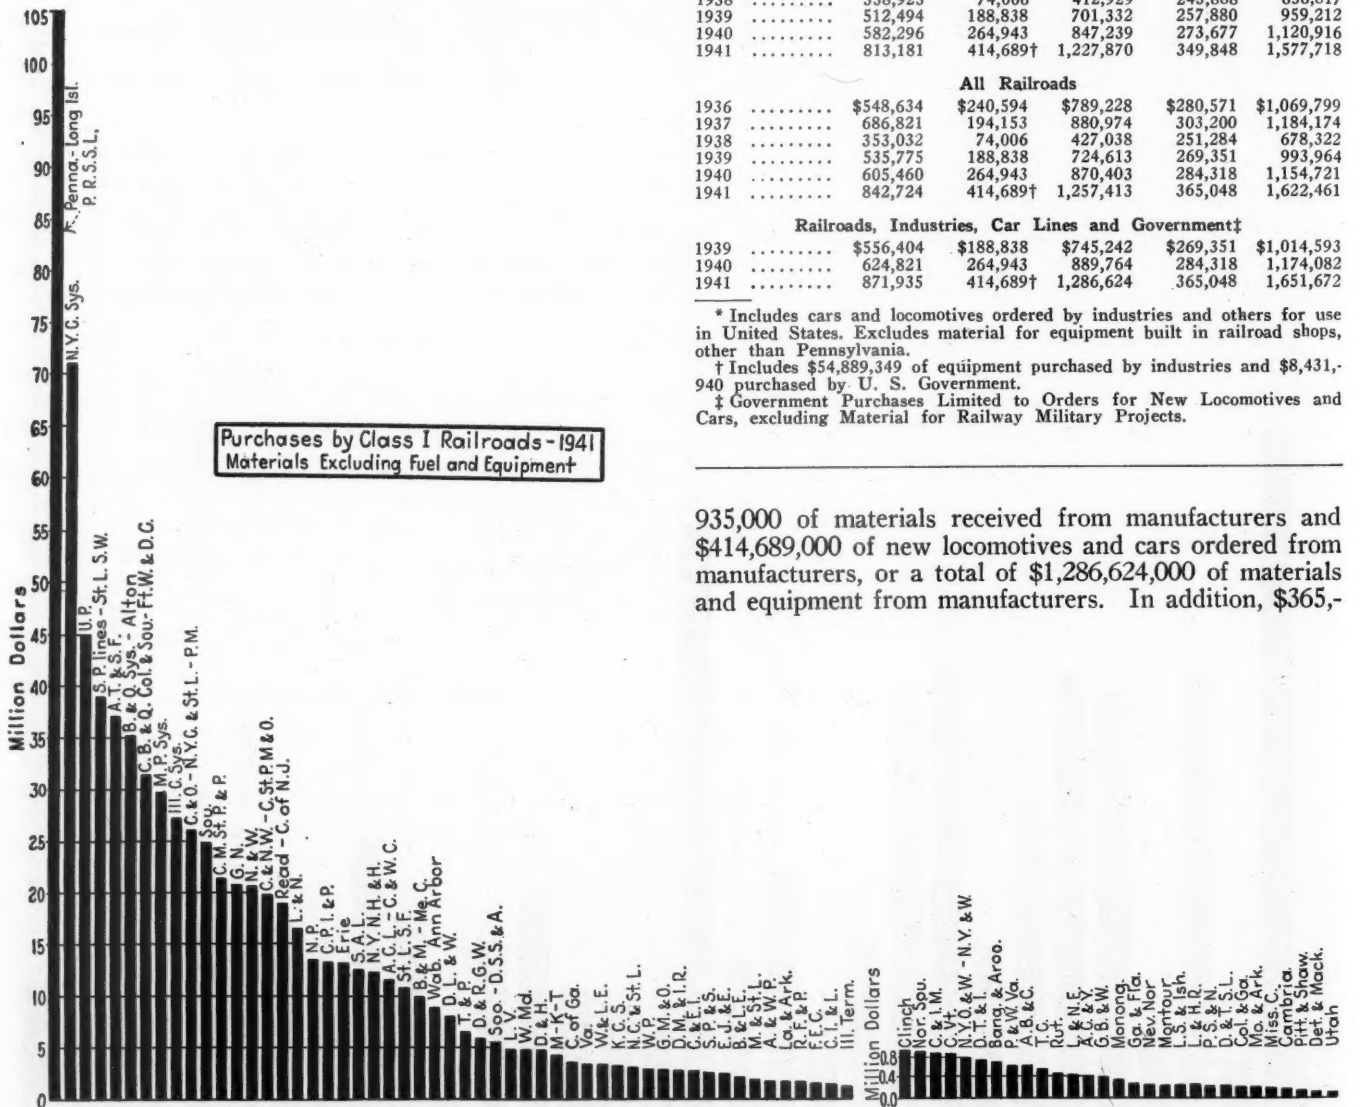 1939 ......... 512,494 188,838 701,332 257,880 959,212
1940 ......... 582,296 264,943 847,239 273,677 1,120,916
1941 ......... 813,181 414,689† 1,227,870 349,848 1,577,718
All Railroads
1936 ......... $548,634 $240,594 $789,228 $280,571 $1,069,799
1937 ......... 686,821 194,153 880,974 303,200 1,184,174
1938 ......... 353,032 74,006 427,038 251,284 678,322
1939 ......... 535,775 188,838 724,613 269,351 993,964
1940 ......... 605,460 264,943 870,403 284,318 1,154,721
1941 ......... 842,724 414,689† 1,257,413 365,048 1,622,461
Railroads, Industries, Car Lines and Government‡
1939 ......... $556,404 $188,838 $745,242 $269,351 $1,014,593
1940 ......... 624,821 264,943 889,764 284,318 1,174,082
1941 ......... 871,935 414,689† 1,286,624 365,048 1,651,672
* Includes cars and locomotives ordered by industries and others for use
in United States. Excludes material for equipment built in railroad shops,
other than Pennsylvania.
† Includes $54,889,349 of equipment purchased by industries and $8,431,-
940 purchased by U. S. Government.
‡ Government Purchases Limited to Orders for New Locomotives and
Cars, excluding Material for Railway Military Projects.
935,000 of materials received from manufacturers and
$414,689,000 of new locomotives and cars ordered from
manufacturers, or a total of $1,286,624,000 of materials
and equipment from manufacturers. In addition, $365,-
Purchases by Class I Railroads-1941
Materials Excluding Fuel and Equipment
Million Dollars
105
100
95
90
85
80
75
70
65
60
55
50
45
40
35
30
25
20
15
10
5
0
Penna.-Long Isl.
P.R.S.L.
N.Y.C. Sys.
U.P.
S.P. lines-St.L.S.W.
A.T.&S.F.
B.&O. Sys.-Alton
C.B.&Q. Col.& Sou.-Ft.W.&D.C.
M.P. Sys.
Ill.C. Sys.
C.&O.-N.Y.C.& St.L.-P.M.
Sou.
C.M.St.P.&P.
G.N.
N.&W.
C.&N.W.-C.St.P.M&O.
Read-C.of N.J.
L.&N.
N.P.
C.P.I.&P.
Erie
S.A.L.
N.Y.N.H.&H.
A.C.L.-C.&W.C.
St.L.S.F.
B.&M.-Me.C.
Wab. Ann Arbor
D.L.&W.
T.&P.
D.&R.G.W.
Soo.-D.S.S.&A.
L.V.
W.Md.
D.&H.
M-K-T
C.of Ga.
Va.
W.&L.E.
K.C.S.
N.C.&St.L.
W.P.
G.M.&O.
D.M.&I.R.
C.&E.I.
S.P.&S.
E.J.&E.
B.&L.E.
M.&St.L.
A.&W.P.
La.&Ark.
R.F.&P.
F.E.C.
C.I.&L.
Ill.Term.
Million Dollars
0.8
0.4
0.0
Clinch
Nor.Sou.
C.&I.M.
C.Vt.
N.Y.O.&W.-N.Y.&W.
D.T.&I.
Bang.&Aroo.
P.&W.Va.
A.B.&C.
T.C.
Rut.
L.&N.E.
A.C.&Y.
G.B.&W.
Monong.
Ga.&Fla.
Nev.Nor
Montour
L.S.&Ish.
L.&H.R.
P.S.&N.
D.&T.S.L.
Col.&Ga.
Mo.&Ark.
Miss.C.
Cambria.
Pitt.&Shaw.
Det.&Mack.
Utah